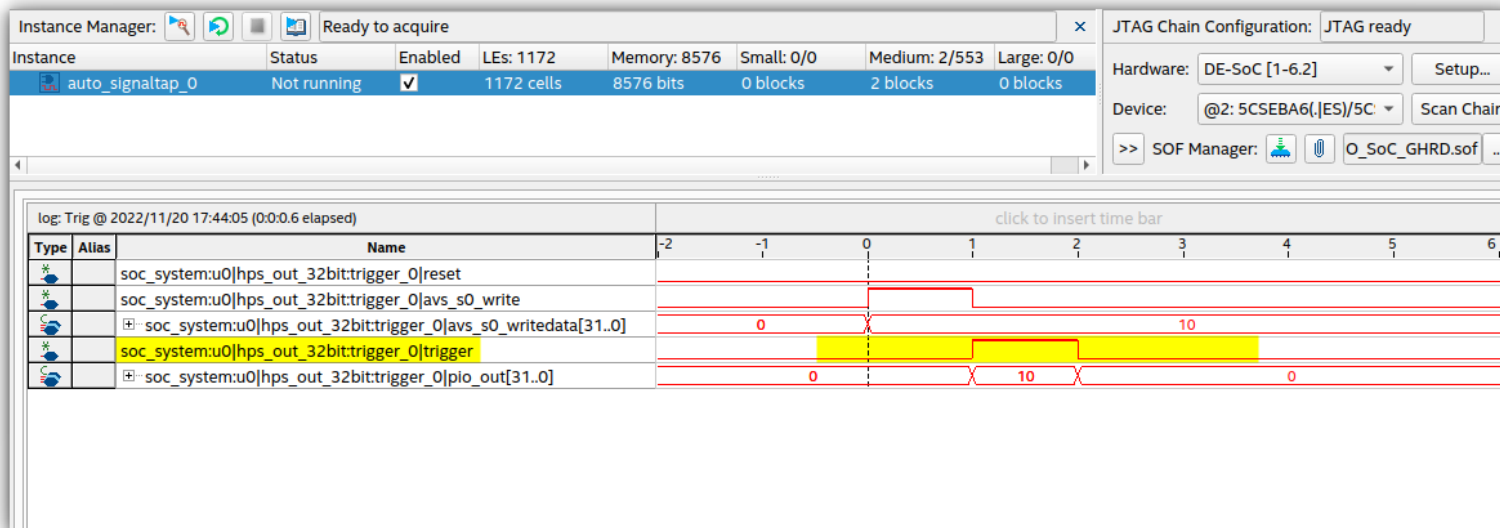 Instance Manager: Ready to acquire × JTAG Chain Configuration: JTAG ready
Instance Status Enabled LEs: 1172 Memory: 8576 Small: 0/0 Medium: 2/553 Large: 0/0
auto_signaltap_0 Not running 1172 cells 8576 bits 0 blocks 2 blocks 0 blocks
Hardware: DE-SoC [1-6.2] Setup...
Device: @2: 5CSEBA6(.|ES)/5C: Scan Chain
>> SOF Manager: O_SoC_GHRD.sof ..
log: Trig @ 2022/11/20 17:44:05 (0:0:0.6 elapsed) click to insert time bar
Type Alias Name -2 -1 0 1 2 3 4 5 6
soc_system:u0|hps_out_32bit:trigger_0|reset
soc_system:u0|hps_out_32bit:trigger_0|avs_s0_write
soc_system:u0|hps_out_32bit:trigger_0|avs_s0_writedata[31..0] 0 10
soc_system:u0|hps_out_32bit:trigger_0|trigger
soc_system:u0|hps_out_32bit:trigger_0|pio_out[31..0] 0 10 0